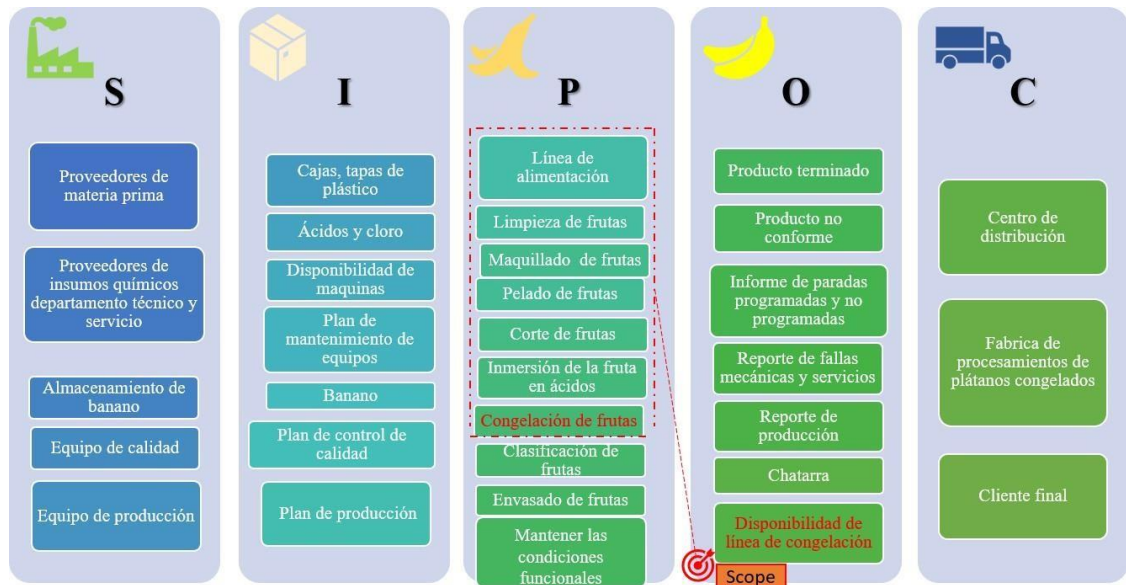 S
Proveedores de
materia prima
Proveedores de
insumos químicos
departamento técnico y
servicio
Almacenamiento de
banano
Equipo de calidad
Equipo de producción
I
Cajas, tapas de
plástico
Ácidos y cloro
Disponibilidad de
maquinas
Plan de
mantenimiento de
equipos
Banano
Plan de control de
calidad
Plan de producción
P
Línea de
alimentación
Limpieza de frutas
Maquillado de frutas
Pelado de frutas
Corte de frutas
Inmersión de la fruta
en ácidos
Congelación de frutas
Clasificación de
frutas
Envasado de frutas
Mantener las
condiciones
funcionales
O
Producto terminado
Producto no
conforme
Informe de paradas
programadas y no
programadas
Reporte de fallas
mecánicas y servicios
Reporte de
producción
Chatarra
Disponibilidad de
línea de congelación
Scope
C
Centro de
distribución
Fabrica de
procesamientos de
plátanos congelados
Cliente final